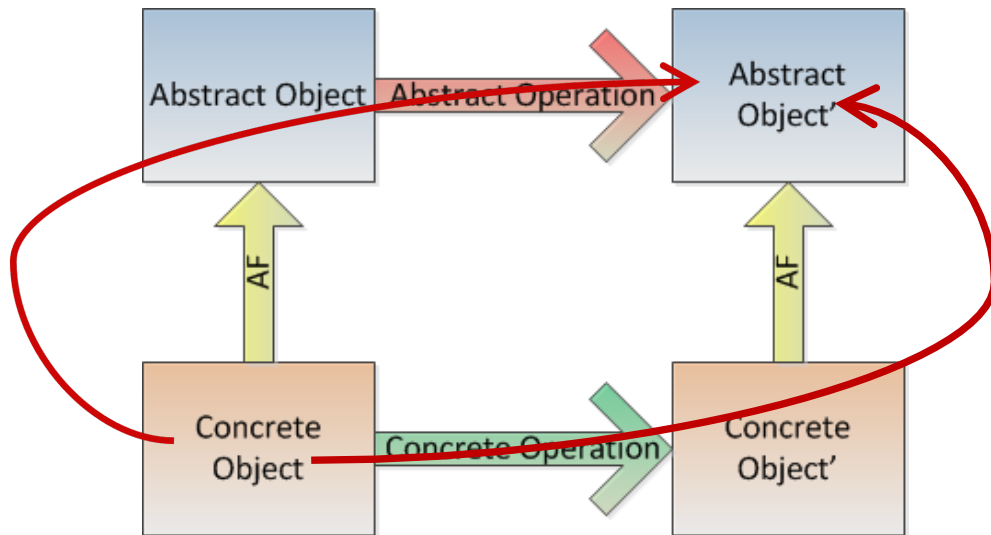 Abstract Object
Abstract Operation
Abstract
Object’
AF
AF
Concrete
Object
Concrete Operation
Concrete
Object’